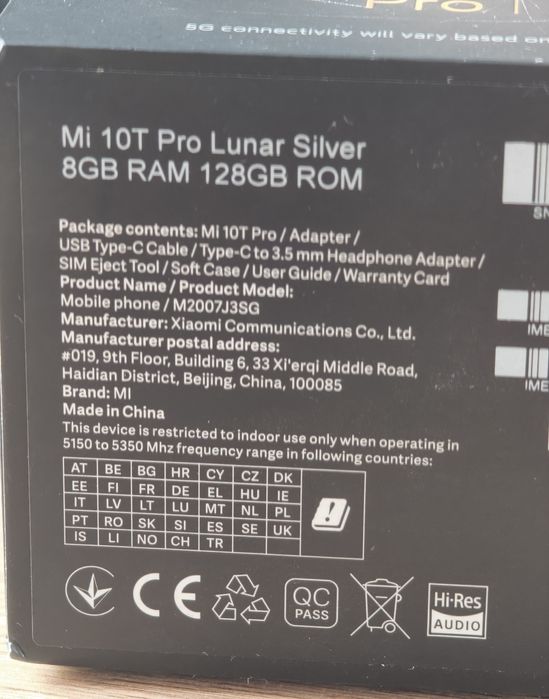 Pro
5G connectivity will vary based on
Mi 10T Pro Lunar Silver
8GB RAM 128GB ROM
SN
Package contents: Mi 10T Pro / Adapter /
USB Type-C Cable / Type-C to 3.5 mm Headphone Adapter /
SIM Eject Tool / Soft Case / User Guide / Warranty Card
Product Name / Product Model:
Mobile phone / M2007J3SG
Manufacturer: Xiaomi Communications Co., Ltd.
IME
Manufacturer postal address:
#019, 9th Floor, Building 6, 33 Xi'erqi Middle Road,
Haidian District, Beijing, China, 100085
IME
Brand: MI
Made in China
This device is restricted to indoor use only when operating in
5150 to 5350 Mhz frequency range in following countries:
AT BE BG HR CY CZ DK
EE FI FR DE EL HU IE
IT LV LT LU MT NL PL
PT RO SK SI ES SE UK
IS LI NO CH TR
CE
QC
PASS
Hi-Res
AUDIO